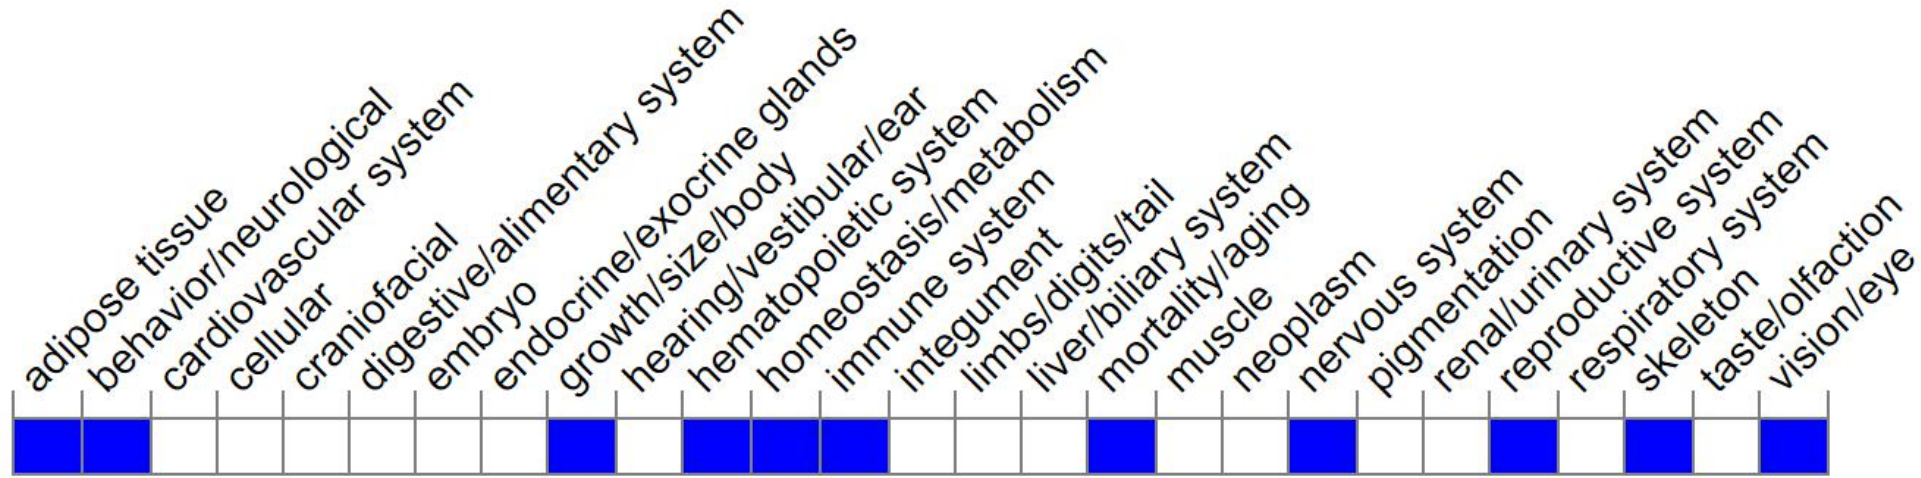 adipose tissue
behavior/neurological
cardiovascular system
cellular
craniofacial
digestive/alimentary system
embryo
endocrine/exocrine glands
growth/size/body
hearing/vestibular/ear
hematopoietic system
homeostasis/metabolism
immune system
integument
limbs/digits/tail
liver/biliary system
mortality/aging
muscle
neoplasm
nervous system
pigmentation
renal/urinary system
reproductive system
respiratory system
skeleton
taste/olfaction
vision/eye